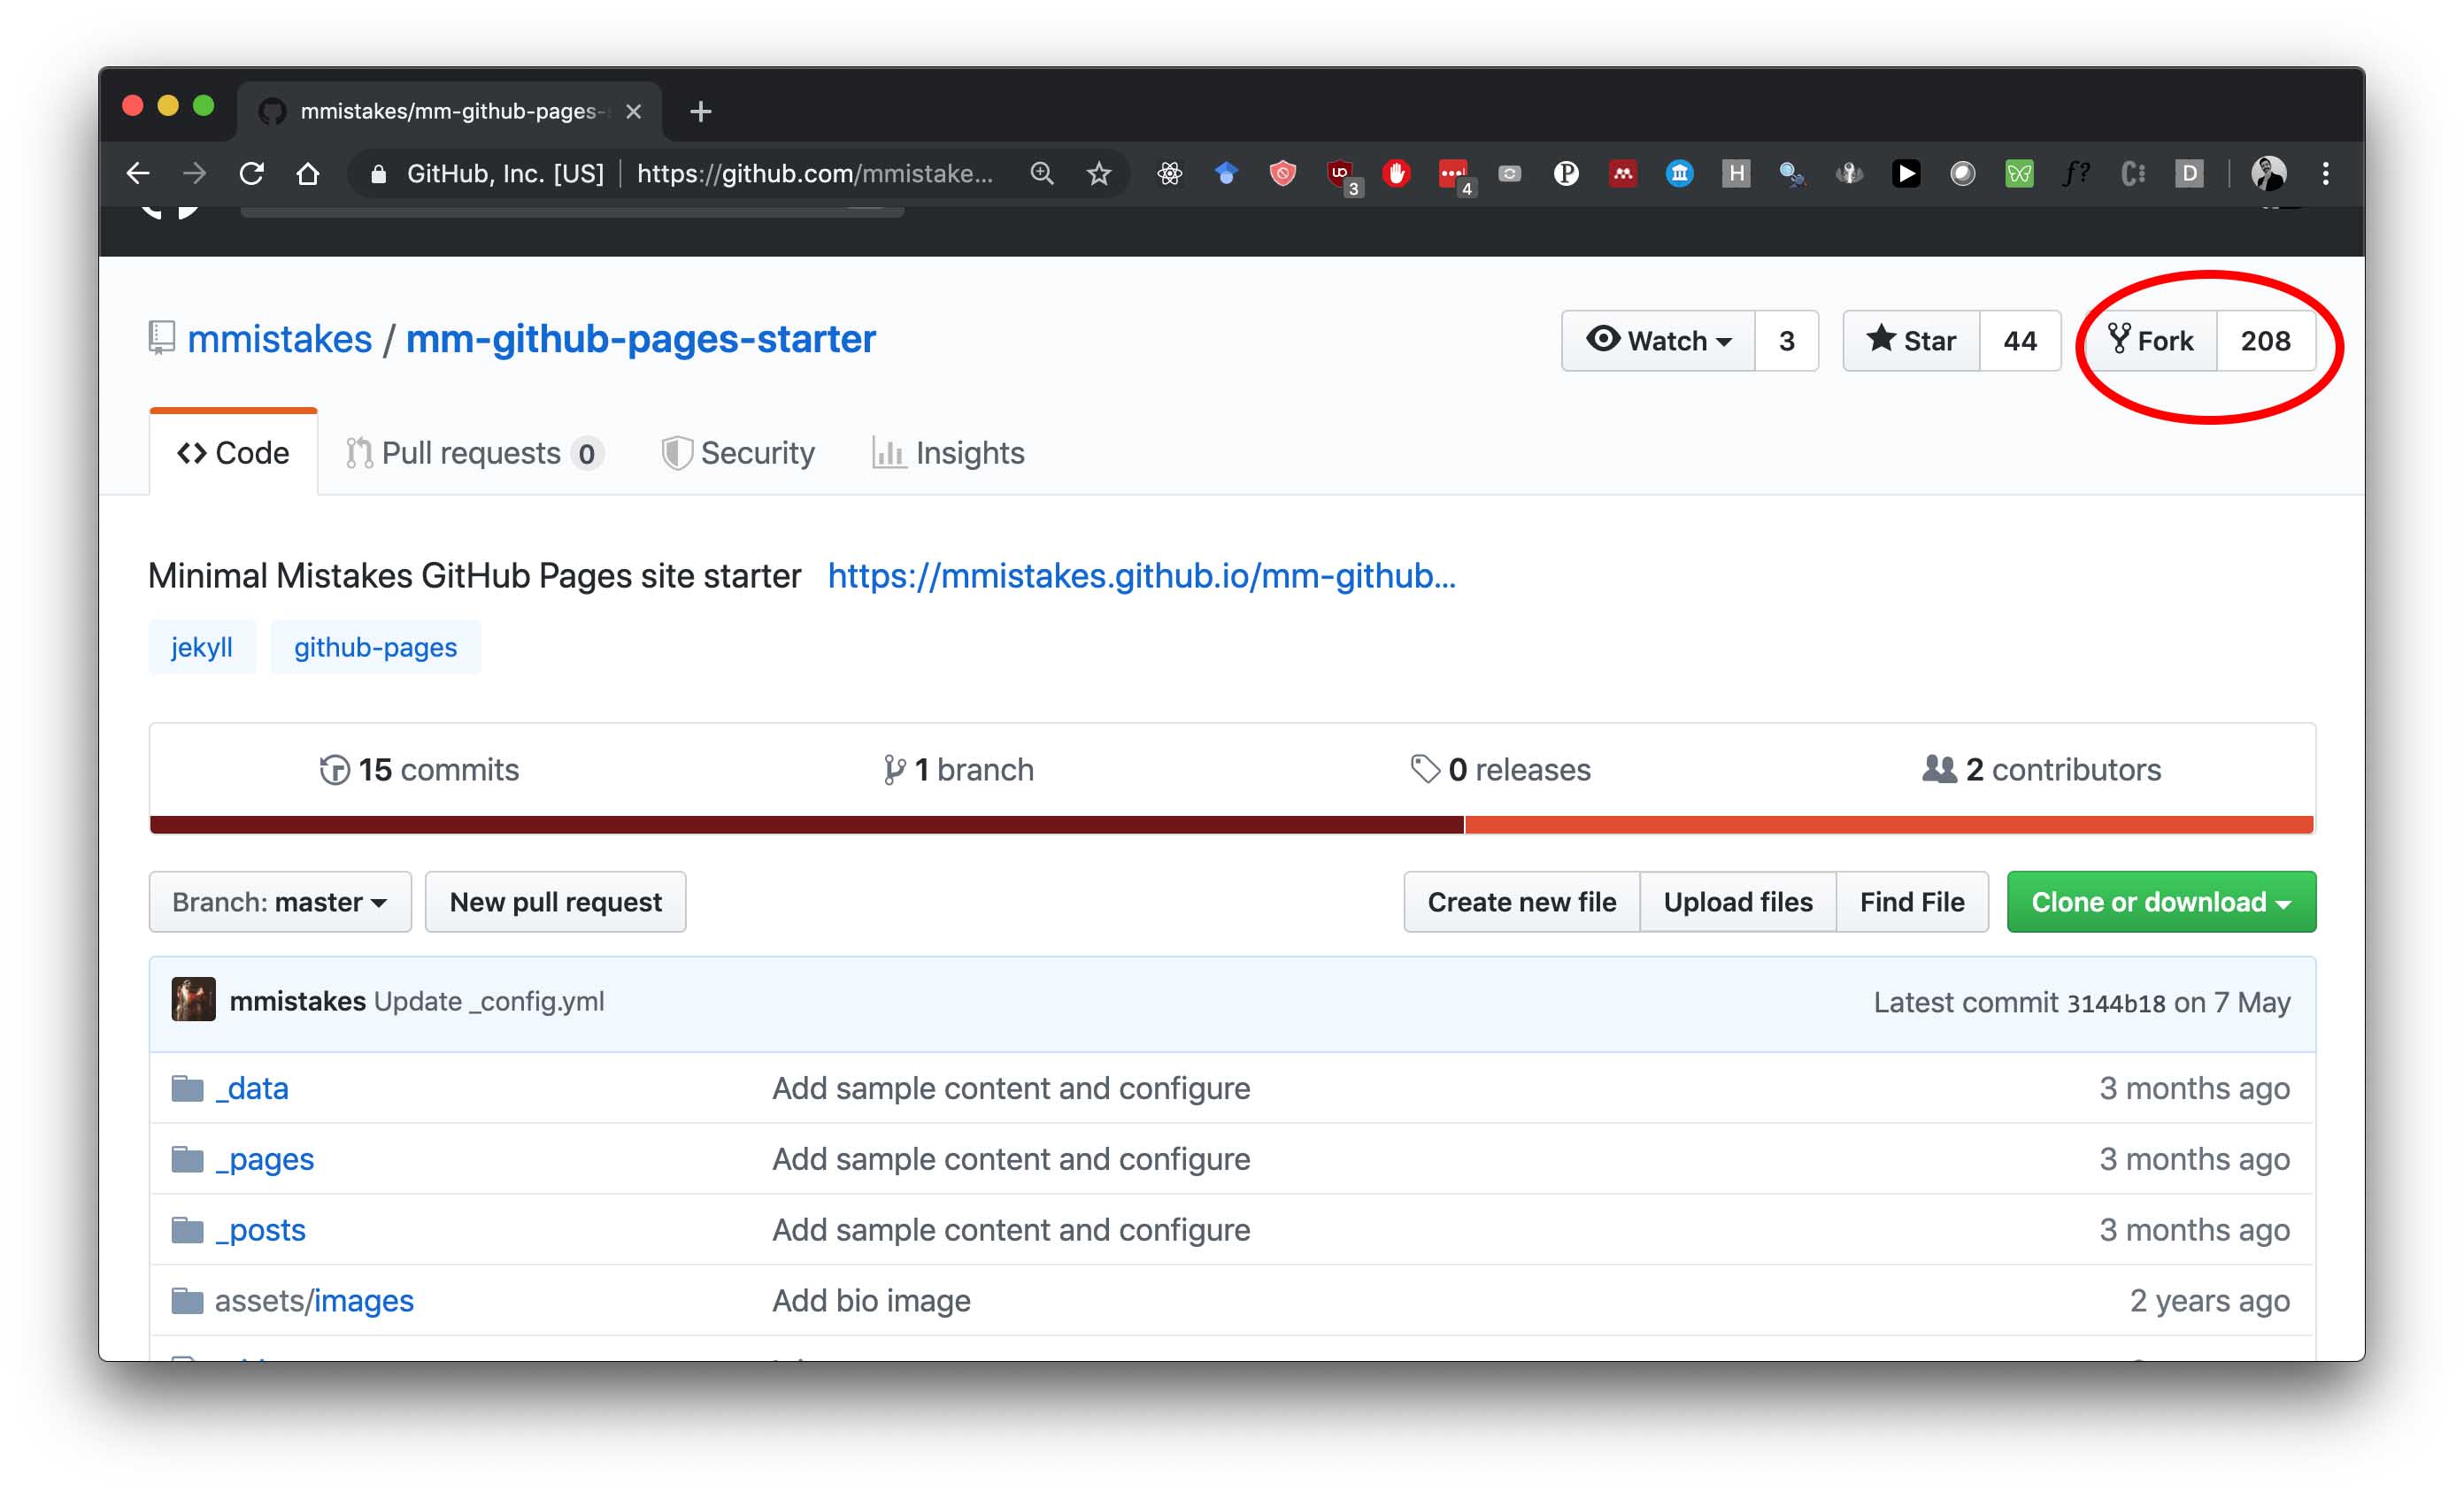 mmistakes/mm-github-pages-
GitHub, Inc. [US] https://github.com/mmistake...
3
4
H
f?
D
mmistakes / mm-github-pages-starter
Watch 3 Star 44 Fork 208
Code Pull requests 0 Security Insights
Minimal Mistakes GitHub Pages site starter https://mmistakes.github.io/mm-github...
jekyll github-pages
15 commits 1 branch 0 releases 2 contributors
Branch: master New pull request Create new file Upload files Find File Clone or download
mmistakes Update _config.yml Latest commit 3144b18 on 7 May
_data Add sample content and configure 3 months ago
_pages Add sample content and configure 3 months ago
_posts Add sample content and configure 3 months ago
assets/images Add bio image 2 years ago